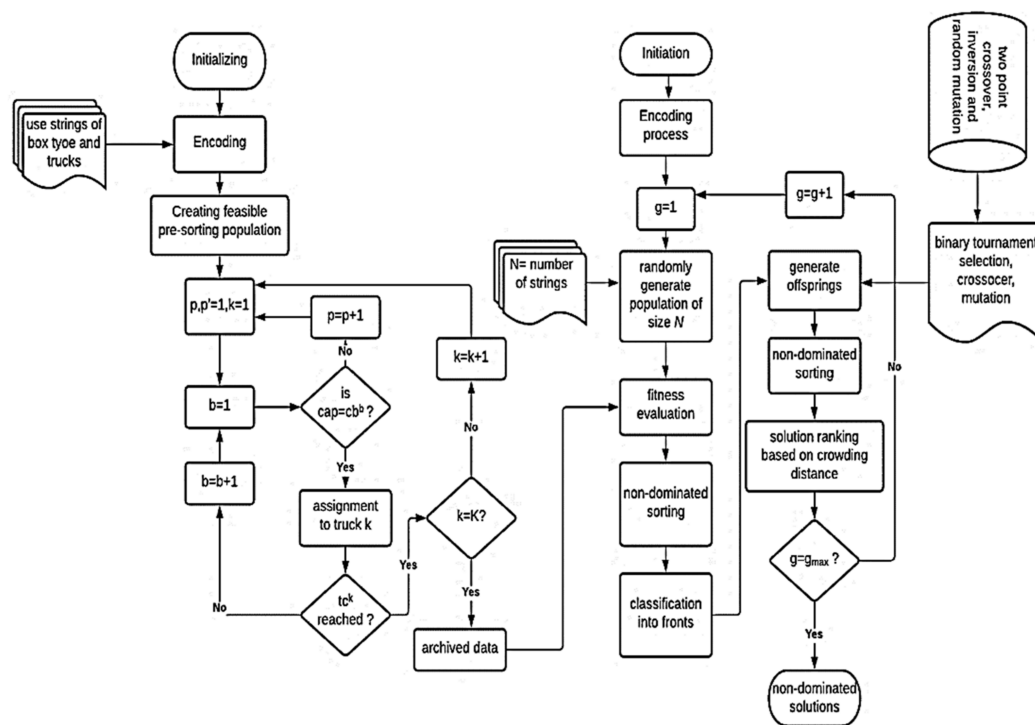 Initializing
use strings of
box tyoe and
trucks
Encoding
Creating feasible
pre-sorting population
p,p'=1,k=1
p=p+1
No
b=1
is
cap=cbᵇ ?
Yes
b=b+1
assignment
to truck k
No
tcᵏ
reached ?
Yes
k=k+1
No
k=K?
Yes
archived data
Initiation
Encoding
process
g=1
g=g+1
N= number
of strings
randomly
generate
population of
size N
fitness
evaluation
non-dominated
sorting
classification
into fronts
two point
crossover,
inversion and
random mutation
binary tournament
selection,
crossocer,
mutation
generate
offsprings
non-dominated
sorting
solution ranking
based on crowding
distance
No
g=gmax ?
Yes
non-dominated
solutions